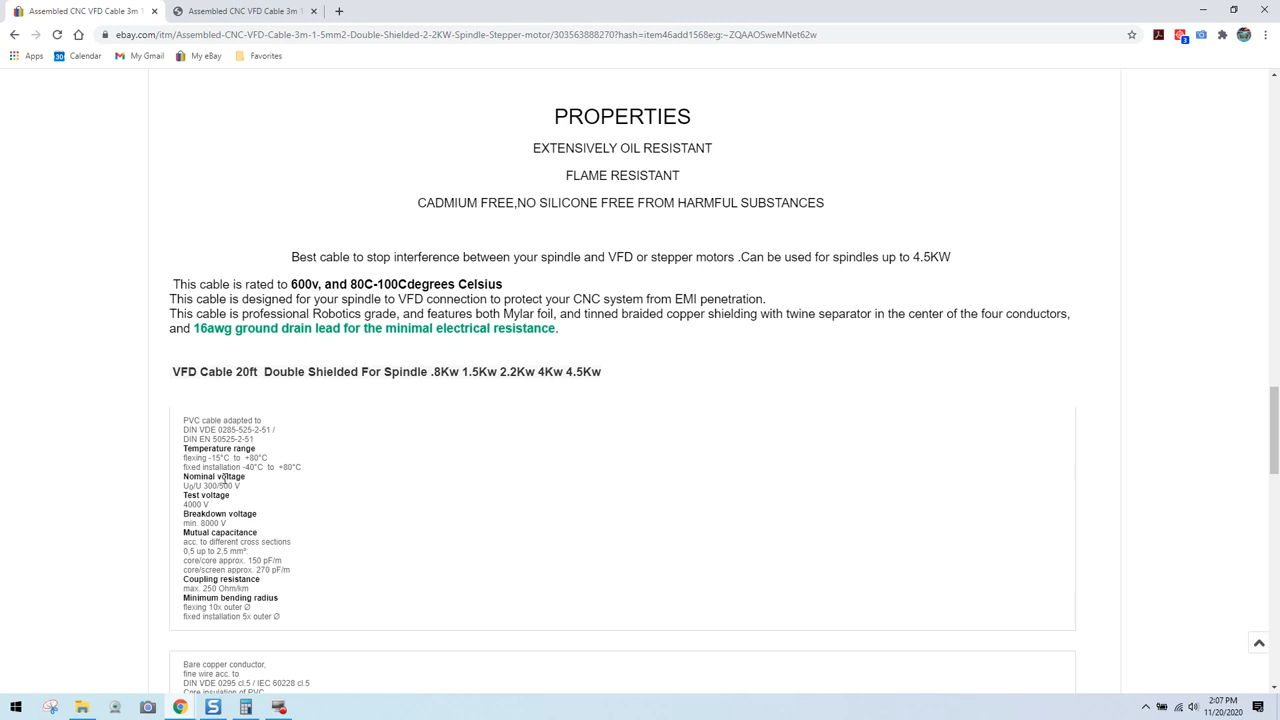 Assembled CNC VFD Cable 3m 1
Assembled CNC VFD Cable 3m 1
ebay.com/itm/Assembled-CNC-VFD-Cable-3m-1-5mm2-Double-Shielded-2-2KW-Spindle-Stepper-motor/303563888270?hash=item46add1568e:g:~ZQAAOSweMNet62w
Apps
Calendar
My Gmail
My eBay
Favorites
PROPERTIES
EXTENSIVELY OIL RESISTANT
FLAME RESISTANT
CADMIUM FREE,NO SILICONE FREE FROM HARMFUL SUBSTANCES
Best cable to stop interference between your spindle and VFD or stepper motors .Can be used for spindles up to 4.5KW
This cable is rated to 600v, and 80C-100Cdegrees Celsius
This cable is designed for your spindle to VFD connection to protect your CNC system from EMI penetration.
This cable is professional Robotics grade, and features both Mylar foil, and tinned braided copper shielding with twine separator in the center of the four conductors,
and 16awg ground drain lead for the minimal electrical resistance.
VFD Cable 20ft Double Shielded For Spindle .8Kw 1.5Kw 2.2Kw 4Kw 4.5Kw
PVC cable adapted to
DIN VDE 0285-525-2-51 /
DIN EN 50525-2-51
Temperature range
flexing -15°C to +80°C
fixed installation -40°C to +80°C
Nominal voltage
U₀/U 300/500 V
Test voltage
4000 V
Breakdown voltage
min. 8000 V
Mutual capacitance
acc. to different cross sections
0,5 up to 2,5 mm²:
core/core approx. 150 pF/m
core/screen approx. 270 pF/m
Coupling resistance
max. 250 Ohm/km
Minimum bending radius
flexing 10x outer Ø
fixed installation 5x outer Ø
Bare copper conductor,
fine wire acc. to
DIN VDE 0295 cl.5 / IEC 60228 cl.5
Core insulation of PVC
2:07 PM
11/20/2020